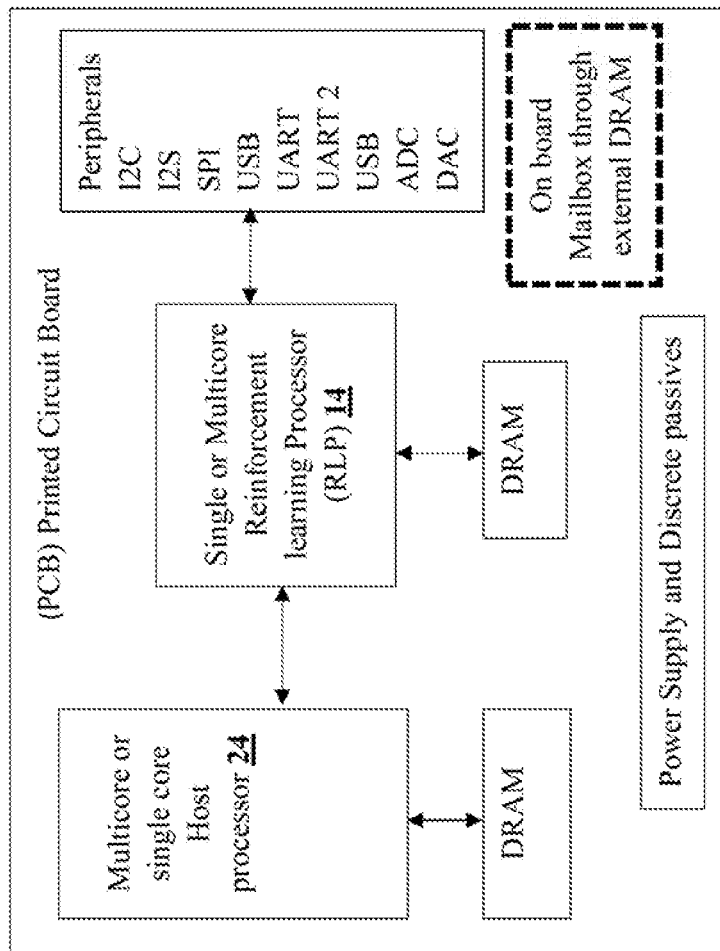 (PCB) Printed Circuit Board
Multicore or
single core
Host
processor 24
Single or Multicore
Reinforcement
learning Processor
(RLP) 14
Peripherals
I2C
I2S
SPI
USB
UART
UART 2
USB
ADC
DAC
DRAM
DRAM
On board
Mailbox through
external DRAM
Power Supply and Discrete passives